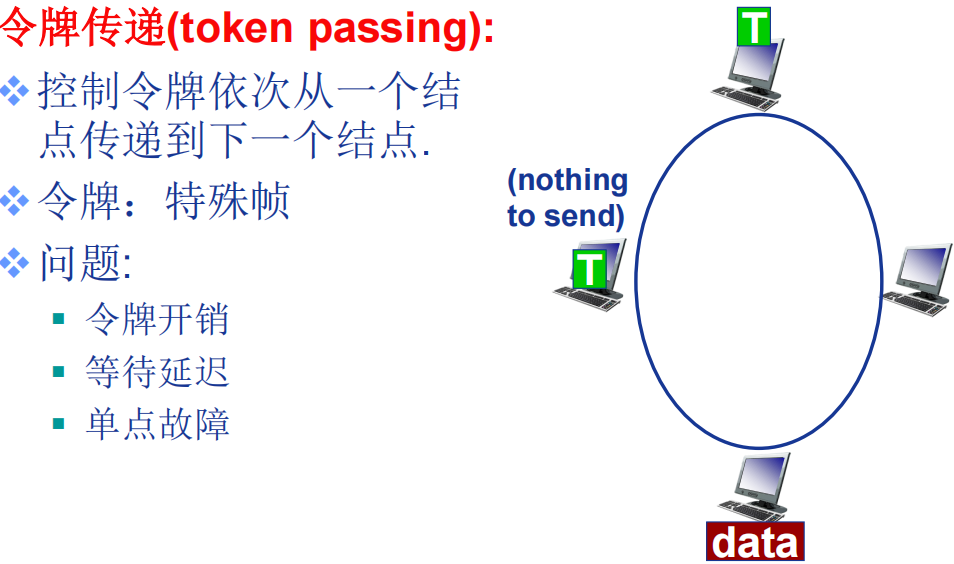 令牌传递(token passing):
控制令牌依次从一个结
点传递到下一个结点.
令牌：特殊帧
问题:
令牌开销
等待延迟
单点故障
T
(nothing
to send)
T
data